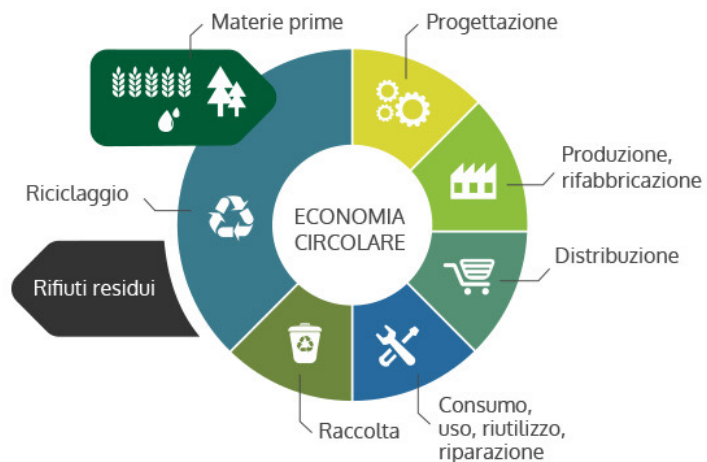 Materie prime
Progettazione
Produzione,
rifabbricazione
Riciclaggio
ECONOMIA
CIRCOLARE
Distribuzione
Rifiuti residui
Consumo,
uso, riutilizzo,
riparazione
Raccolta